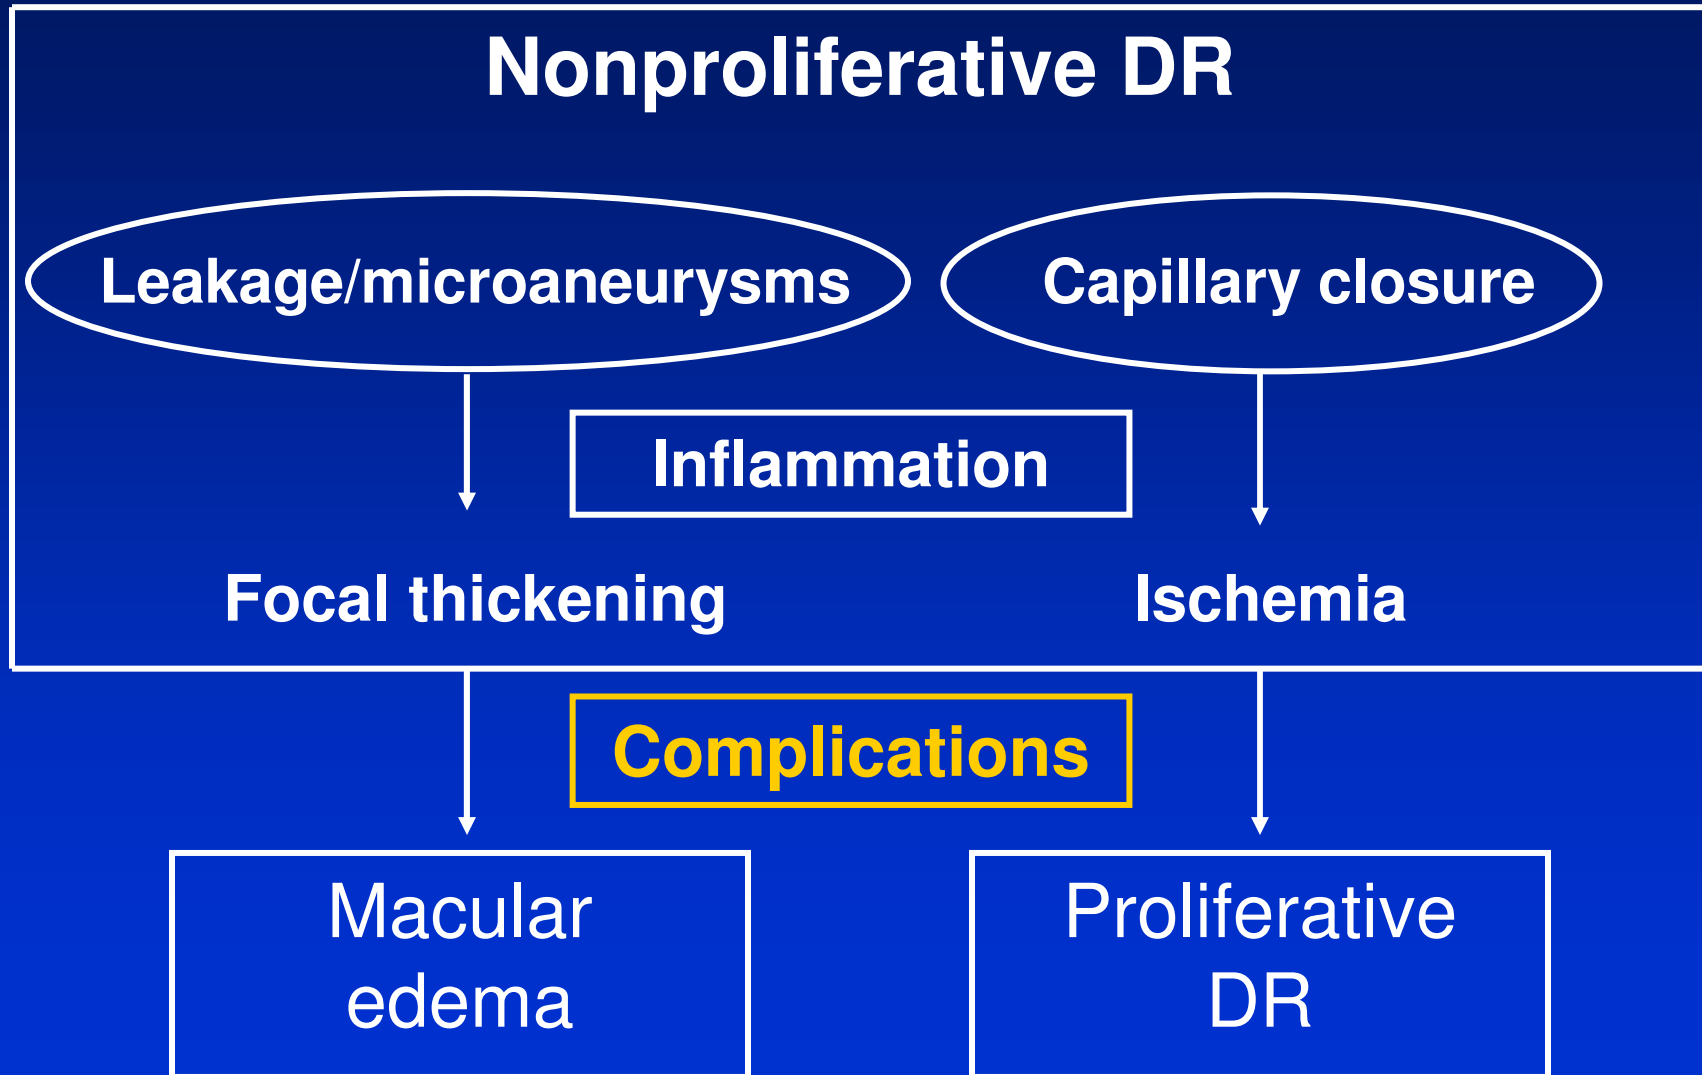 Nonproliferative DR
Leakage/microaneurysms
Capillary closure
Inflammation
Focal thickening
Ischemia
Complications
Macular
edema
Proliferative
DR